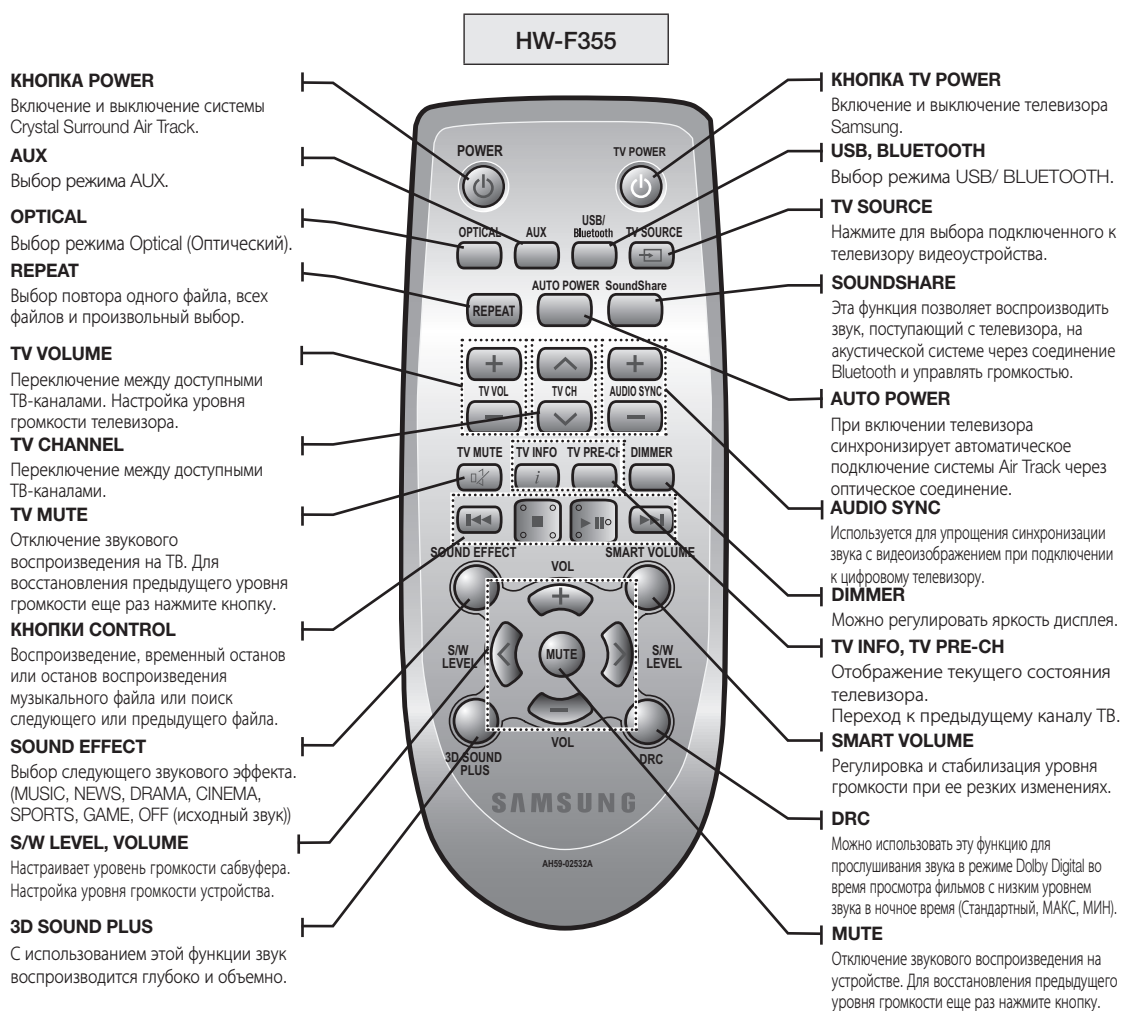 HW-F355
КНОПКА POWER
Включение и выключение системы
Crystal Surround Air Track.
AUX
Выбор режима AUX.
OPTICAL
Выбор режима Optical (Оптический).
REPEAT
Выбор повтора одного файла, всех
файлов и произвольный выбор.
TV VOLUME
Переключение между доступными
ТВ-каналами. Настройка уровня
громкости телевизора.
TV CHANNEL
Переключение между доступными
ТВ-каналами.
TV MUTE
Отключение звукового
воспроизведения на ТВ. Для
восстановления предыдущего уровня
громкости еще раз нажмите кнопку.
КНОПКИ CONTROL
Воспроизведение, временный останов
или останов воспроизведения
музыкального файла или поиск
следующего или предыдущего файла.
SOUND EFFECT
Выбор следующего звукового эффекта.
(MUSIC, NEWS, DRAMA, CINEMA,
SPORTS, GAME, OFF (исходный звук))
S/W LEVEL, VOLUME
Настраивает уровень громкости сабвуфера.
Настройка уровня громкости устройства.
3D SOUND PLUS
С использованием этой функции звук
воспроизводится глубоко и объемно.
POWER
TV POWER
OPTICAL
AUX
USB/
Bluetooth
TV SOURCE
REPEAT
AUTO POWER
SoundShare
TV VOL
TV CH
AUDIO SYNC
TV MUTE
TV INFO
TV PRE-CH
DIMMER
i
SOUND EFFECT
SMART VOLUME
VOL
S/W
LEVEL
MUTE
S/W
LEVEL
VOL
3D SOUND
PLUS
DRC
SAMSUNG
AH59-02532A
КНОПКА TV POWER
Включение и выключение телевизора
Samsung.
USB, BLUETOOTH
Выбор режима USB/ BLUETOOTH.
TV SOURCE
Нажмите для выбора подключенного к
телевизору видеоустройства.
SOUNDSHARE
Эта функция позволяет воспроизводить
звук, поступающий с телевизора, на
акустической системе через соединение
Bluetooth и управлять громкостью.
AUTO POWER
При включении телевизора
синхронизирует автоматическое
подключение системы Air Track через
оптическое соединение.
AUDIO SYNC
Используется для упрощения синхронизации
звука с видеоизображением при подключении
к цифровому телевизору.
DIMMER
Можно регулировать яркость дисплея.
TV INFO, TV PRE-CH
Отображение текущего состояния
телевизора.
Переход к предыдущему каналу ТВ.
SMART VOLUME
Регулировка и стабилизация уровня
громкости при ее резких изменениях.
DRC
Можно использовать эту функцию для
прослушивания звука в режиме Dolby Digital во
время просмотра фильмов с низким уровнем
звука в ночное время (Стандартный, МАКС, МИН).
MUTE
Отключение звукового воспроизведения на
устройстве. Для восстановления предыдущего
уровня громкости еще раз нажмите кнопку.